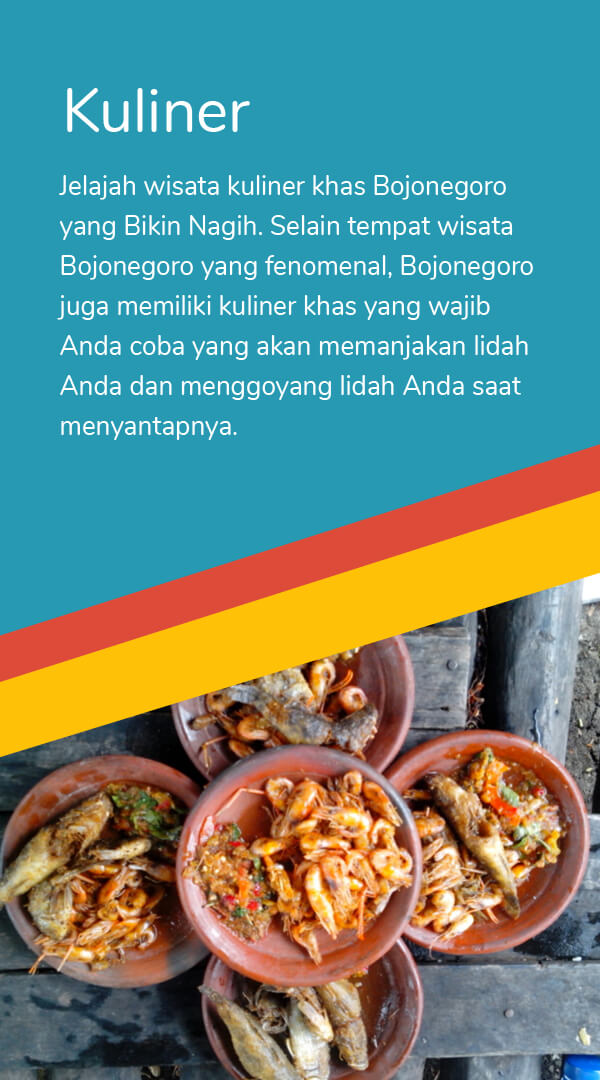 Kuliner
Jelajah wisata kuliner khas Bojonegoro
yang Bikin Nagih. Selain tempat wisata
Bojonegoro yang fenomenal, Bojonegoro
juga memiliki kuliner khas yang wajib
Anda coba yang akan memanjakan lidah
Anda dan menggoyang lidah Anda saat
menyantapnya.